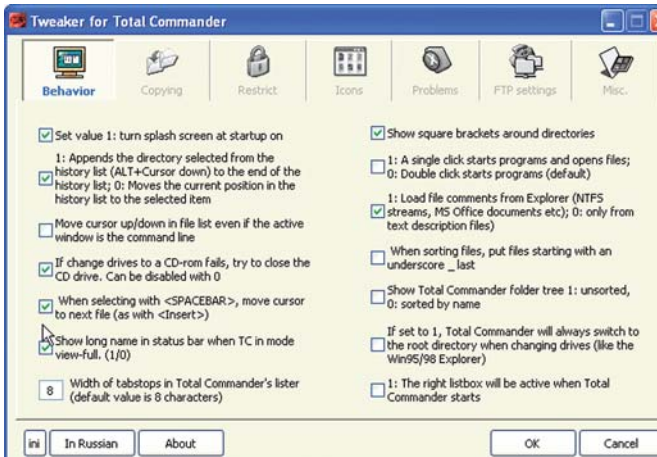 Tweaker for Total Commander
Behavior
Copying
Restrict
Icons
Problems
FTP settings
Misc.
Set value 1: turn splash screen at startup on
1: Appends the directory selected from the
history list (ALT+Cursor down) to the end of the
history list; 0: Moves the current position in the
history list to the selected item
Move cursor up/down in file list even if the active
window is the command line
If change drives to a CD-rom fails, try to close the
CD drive. Can be disabled with 0
When selecting with <SPACEBAR>, move cursor
to next file (as with <Insert>)
Show long name in status bar when TC in mode
view-full. (1/0)
8
Width of tabstops in Total Commander's lister
(default value is 8 characters)
Show square brackets around directories
1: A single click starts programs and opens files;
0: Double click starts programs (default)
1: Load file comments from Explorer (NTFS
streams, MS Office documents etc); 0: only from
text description files)
When sorting files, put files starting with an
underscore _ last
Show Total Commander folder tree 1: unsorted,
0: sorted by name
If set to 1, Total Commander will always switch to
the root directory when changing drives (like the
Win95/98 Explorer)
1: The right listbox will be active when Total
Commander starts
ini
In Russian
About
OK
Cancel